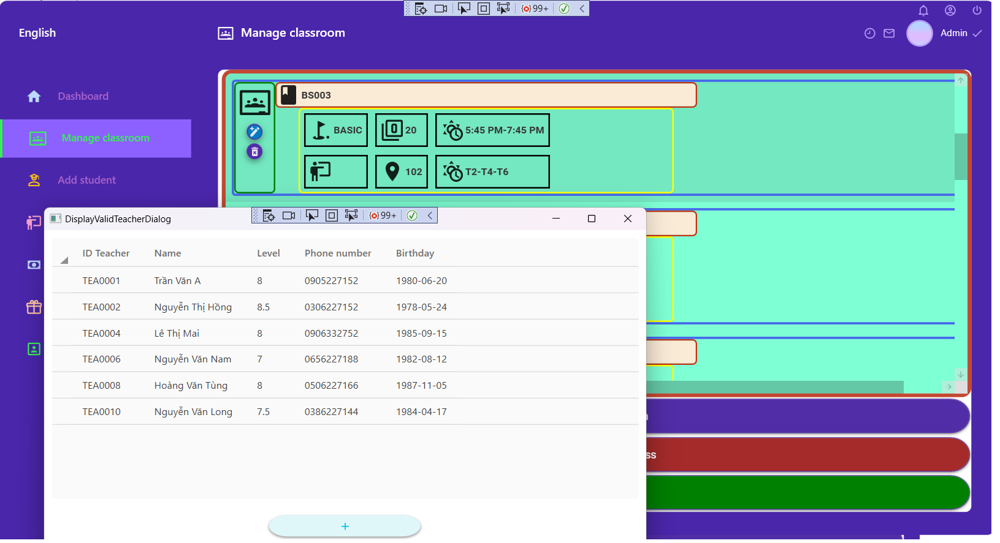 99+
English
Manage classroom
Admin
Dashboard
Manage classroom
Add student
BS003
BASIC
20
5:45 PM-7:45 PM
102
T2-T4-T6
DisplayValidTeacherDialog
99+
ID Teacher Name Level Phone number Birthday
TEA0001 Trần Văn A 8 0905227152 1980-06-20
TEA0002 Nguyễn Thị Hồng 8.5 0306227152 1978-05-24
TEA0004 Lê Thị Mai 8 0906332752 1985-09-15
TEA0006 Nguyễn Văn Nam 7 0656227188 1982-08-12
TEA0008 Hoàng Văn Tùng 8 0506227166 1987-11-05
TEA0010 Nguyễn Văn Long 7.5 0386227144 1984-04-17
ss
+